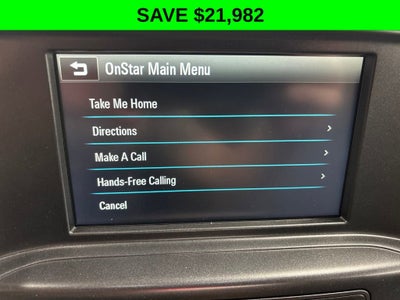 SAVE $21,982
OnStar Main Menu
Take Me Home
Directions
Make A Call
Hands-Free Calling
Cancel